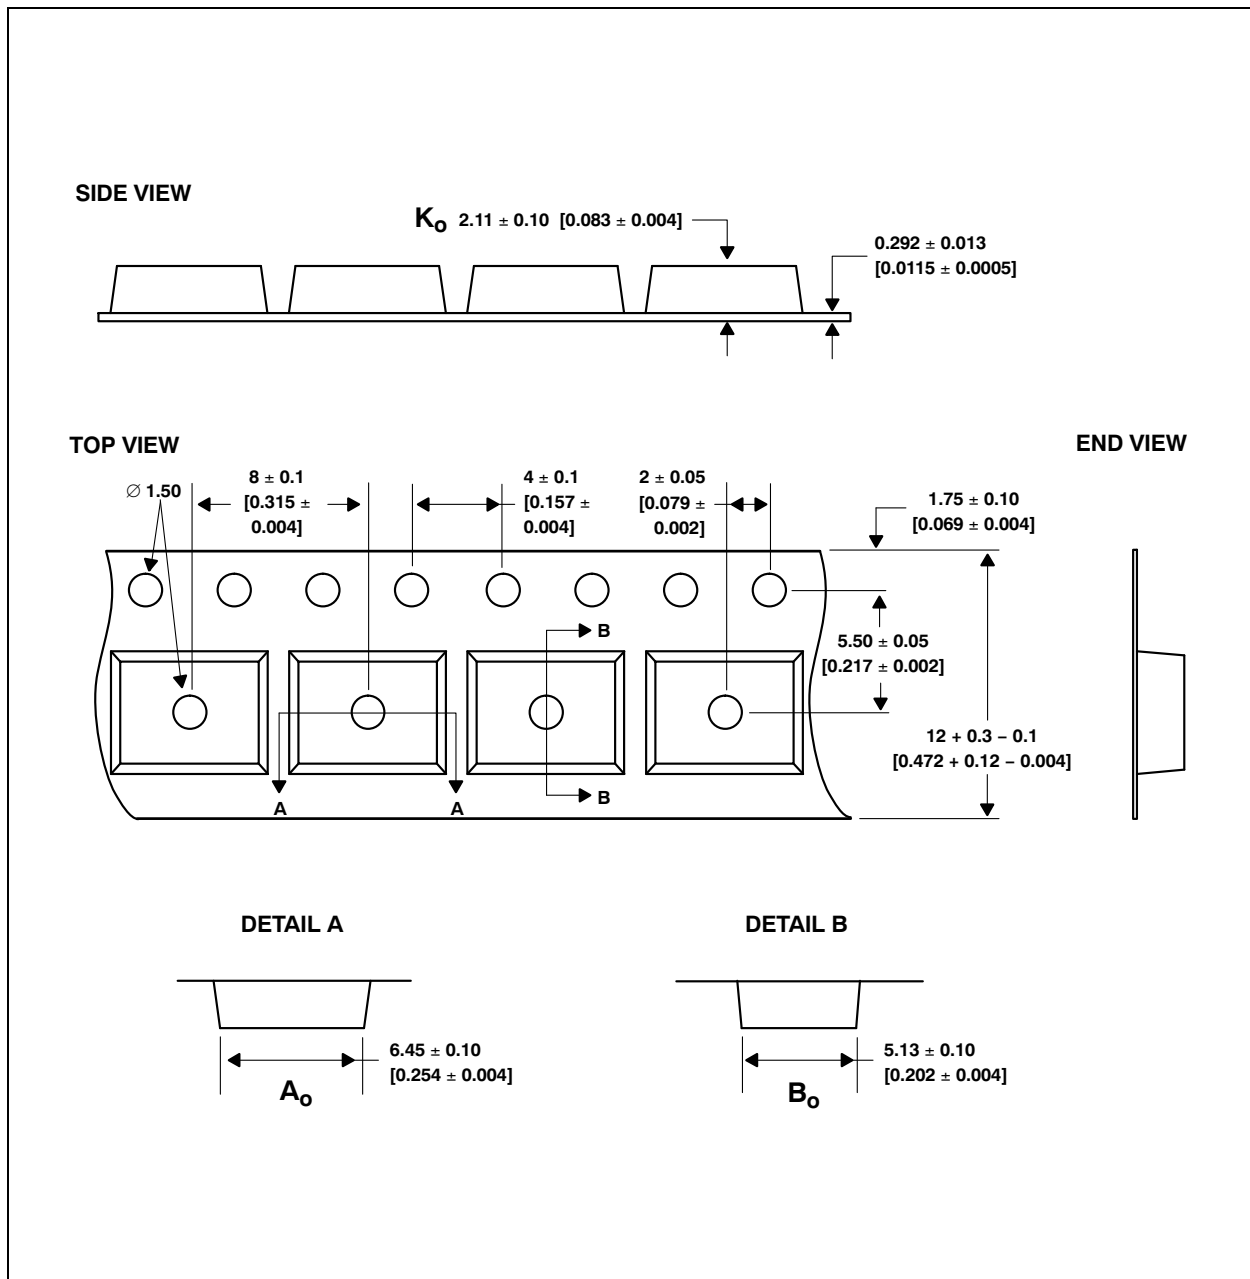 SIDE VIEW
Ko 2.11 ± 0.10 [0.083 ± 0.004]
0.292 ± 0.013
[0.0115 ± 0.0005]
TOP VIEW
END VIEW
∅ 1.50
8 ± 0.1
[0.315 ±
0.004]
4 ± 0.1
[0.157 ±
0.004]
2 ± 0.05
[0.079 ±
0.002]
1.75 ± 0.10
[0.069 ± 0.004]
B
5.50 ± 0.05
[0.217 ± 0.002]
12 + 0.3 − 0.1
[0.472 + 0.12 − 0.004]
A
A
B
DETAIL A
DETAIL B
6.45 ± 0.10
[0.254 ± 0.004]
Ao
5.13 ± 0.10
[0.202 ± 0.004]
Bo